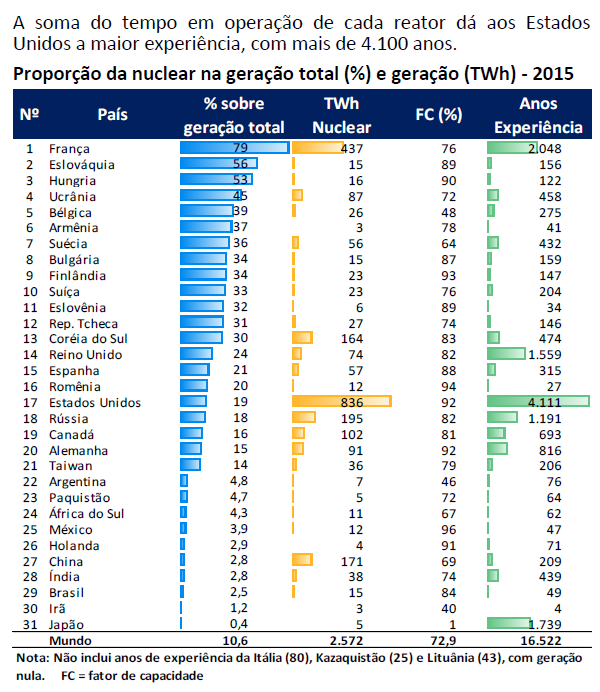 A soma do tempo em operação de cada reator dá aos Estados
Unidos a maior experiência, com mais de 4.100 anos.
Proporção da nuclear na geração total (%) e geração (TWh) - 2015
Nº País % sobre geração total TWh Nuclear FC (%) Anos Experiência
1 França 79 437 76 2.048
2 Eslováquia 56 15 89 156
3 Hungria 53 16 90 122
4 Ucrânia 45 87 72 458
5 Bélgica 39 26 48 275
6 Armênia 37 3 78 41
7 Suécia 36 56 64 432
8 Bulgária 34 15 87 159
9 Finlândia 34 23 93 147
10 Suíça 33 23 76 204
11 Eslovênia 32 6 89 34
12 Rep. Tcheca 31 27 74 146
13 Coréia do Sul 30 164 83 474
14 Reino Unido 24 74 82 1.559
15 Espanha 21 57 88 315
16 Romênia 20 12 94 27
17 Estados Unidos 19 836 92 4.111
18 Rússia 18 195 82 1.191
19 Canadá 16 102 81 693
20 Alemanha 15 91 92 816
21 Taiwan 14 36 79 206
22 Argentina 4,8 7 46 76
23 Paquistão 4,7 5 72 64
24 África do Sul 4,3 11 67 62
25 México 3,9 12 96 47
26 Holanda 2,9 4 91 71
27 China 2,8 171 69 209
28 Índia 2,8 38 74 439
29 Brasil 2,5 15 84 49
30 Irã 1,2 3 40 4
31 Japão 0,4 5 1 1.739
Mundo 10,6 2.572 72,9 16.522
Nota: Não inclui anos de experiência da Itália (80), Kazaquistão (25) e Lituânia (43), com geração
nula. FC = fator de capacidade